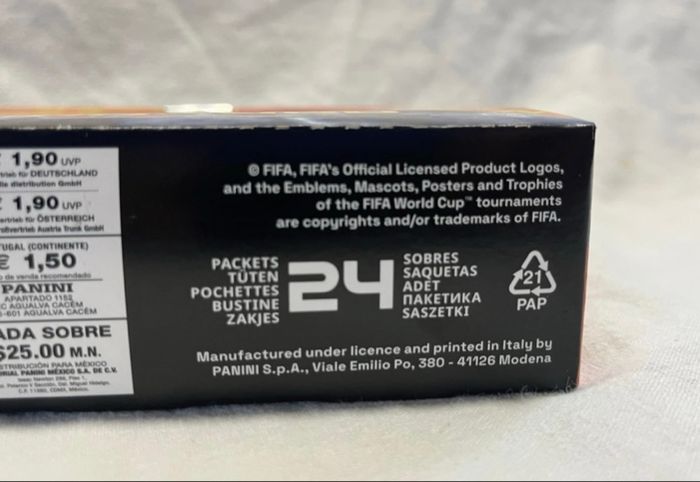 1,90 UVP
für DEUTSCHLAND
distribution GmbH
1,90 UVP
für ÖSTERREICH
Austria Trunk GmbH
(CONTINENTE)
€ 1,50
de venda recomendado
PANINI
APARTADO 1152
AGUALVA CACÉM
-601 AGUALVA CACÉM
ADA SOBRE
$25.00 M.N.
PARA MÉXICO
PANINI MÉXICO S.A. DE C.V.
© FIFA, FIFA's Official Licensed Product Logos,
and the Emblems, Mascots, Posters and Trophies
of the FIFA World Cup™ tournaments
are copyrights and/or trademarks of FIFA.
PACKETS
TÜTEN
POCHETTES
BUSTINE
ZAKJES
24
SOBRES
SAQUETAS
ADET
ПАКЕТИКА
SASZETKI
21
PAP
Manufactured under licence and printed in Italy by
PANINI S.p.A., Viale Emilio Po, 380 - 41126 Modena